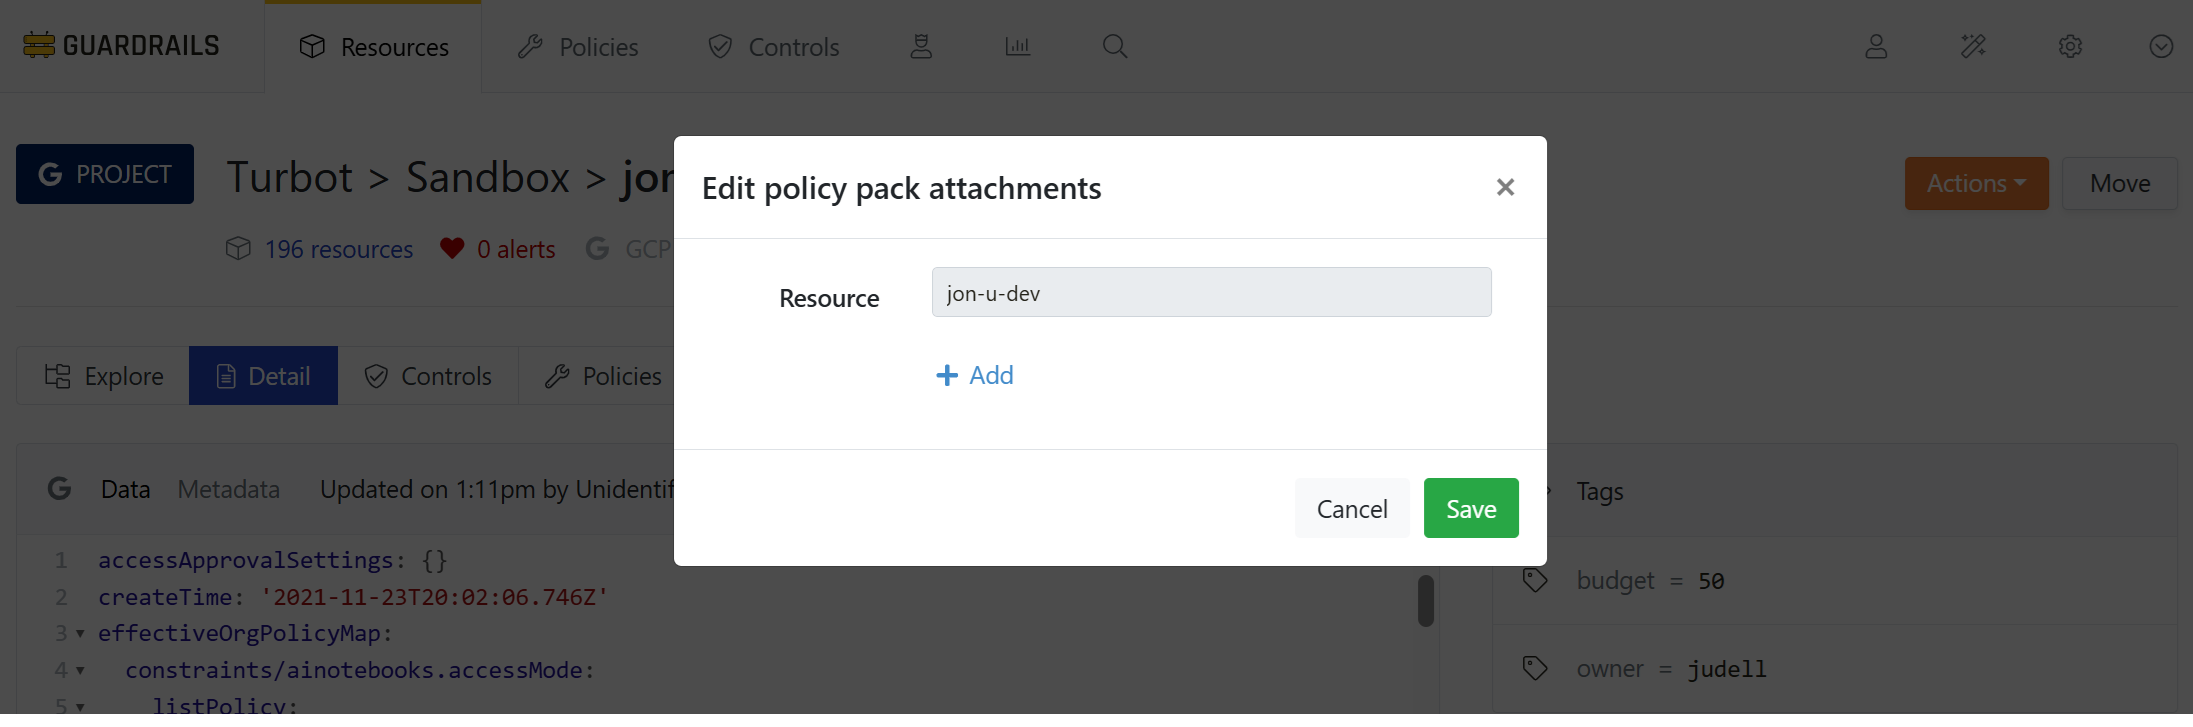 GUARDRAILS
Resources
Policies
Controls
PROJECT
Turbot > Sandbox > jon
Actions
Move
196 resources
0 alerts
GCP
Edit policy pack attachments
Resource
jon-u-dev
Add
Cancel
Save
Explore
Detail
Controls
Policies
Data
Metadata
Updated on 1:11pm by Unidentif
1 accessApprovalSettings: {}
2 createTime: '2021-11-23T20:02:06.746Z'
3 effectiveOrgPolicyMap:
4 constraints/ainotebooks.accessMode:
5 listPolicy:
Tags
budget = 50
owner = judell